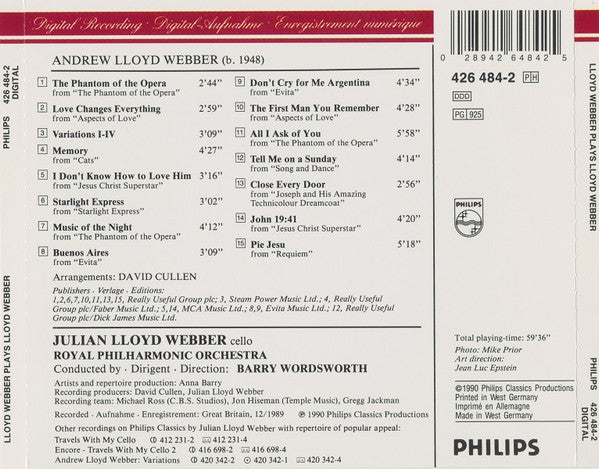 Digital Recording · Digital-Aufnahme · Enregistrement numérique
ANDREW LLOYD WEBBER (b. 1948)
1 The Phantom of the Opera 2'44"
from "The Phantom of the Opera"
2 Love Changes Everything 2'59"
from "Aspects of Love"
3 Variations I-IV 3'09"
4 Memory 4'27"
from "Cats"
5 I Don't Know How to Love Him 3'16"
from "Jesus Christ Superstar"
6 Starlight Express 3'02"
from "Starlight Express"
7 Music of the Night 4'12"
from "The Phantom of the Opera"
8 Buenos Aires 3'09"
from "Evita"
9 Don't Cry for Me Argentina 4'34"
from "Evita"
10 The First Man You Remember 4'28"
from "Aspects of Love"
11 All I Ask of You 5'58"
from "The Phantom of the Opera"
12 Tell Me on a Sunday 4'14"
from "Song and Dance"
13 Close Every Door 2'56"
from "Joseph and His Amazing
Technicolour Dreamcoat"
14 John 19:41 4'20"
from "Jesus Christ Superstar"
15 Pie Jesu 5'18"
from "Requiem"
Arrangements: DAVID CULLEN
Publishers · Verlage · Editions:
1,2,6,7,10,11,13,15, Really Useful Group plc; 3, Steam Power Music Ltd.; 4, Really Useful
Group plc/Faber Music Ltd.; 5,14, MCA Music Ltd.; 8,9, Evita Music Ltd.; 12, Really Useful
Group plc/Dick James Music Ltd.
JULIAN LLOYD WEBBER cello
ROYAL PHILHARMONIC ORCHESTRA
Conducted by · Dirigent · Direction: BARRY WORDSWORTH
Artists and repertoire production: Anna Barry
Recording producers: David Cullen, Julian Lloyd Webber
Recording team: Michael Ross (C.B.S. Studios), Jon Hiseman (Temple Music), Gregg Jackman
Recorded · Aufnahme · Enregistrement: Great Britain, 12/1989 ℗ 1990 Philips Classics Productions
Other recordings on Philips Classics by Julian Lloyd Webber with repertoire of popular appeal:
Travels With My Cello 412 231-2 412 231-4
Encore · Travels With My Cello 2 416 698-2 416 698-4
Andrew Lloyd Webber: Variations 420 342-2 420 342-1 420 342-4
0 28942 64842 5
426 484-2 PH
DDD
PG 925
PHILIPS
Total playing-time: 59'36"
Photo: Mike Prior
Art direction:
Jean Luc Epstein
©1990 Philips Classics Productions
Printed in West Germany
Imprimé en Allemagne
Made in West Germany
PHILIPS
PHILIPS 426 484-2
DIGITAL
LLOYD WEBBER PLAYS LLOYD WEBBER
LLOYD WEBBER PLAYS LLOYD WEBBER
PHILIPS 426 484-2
DIGITAL